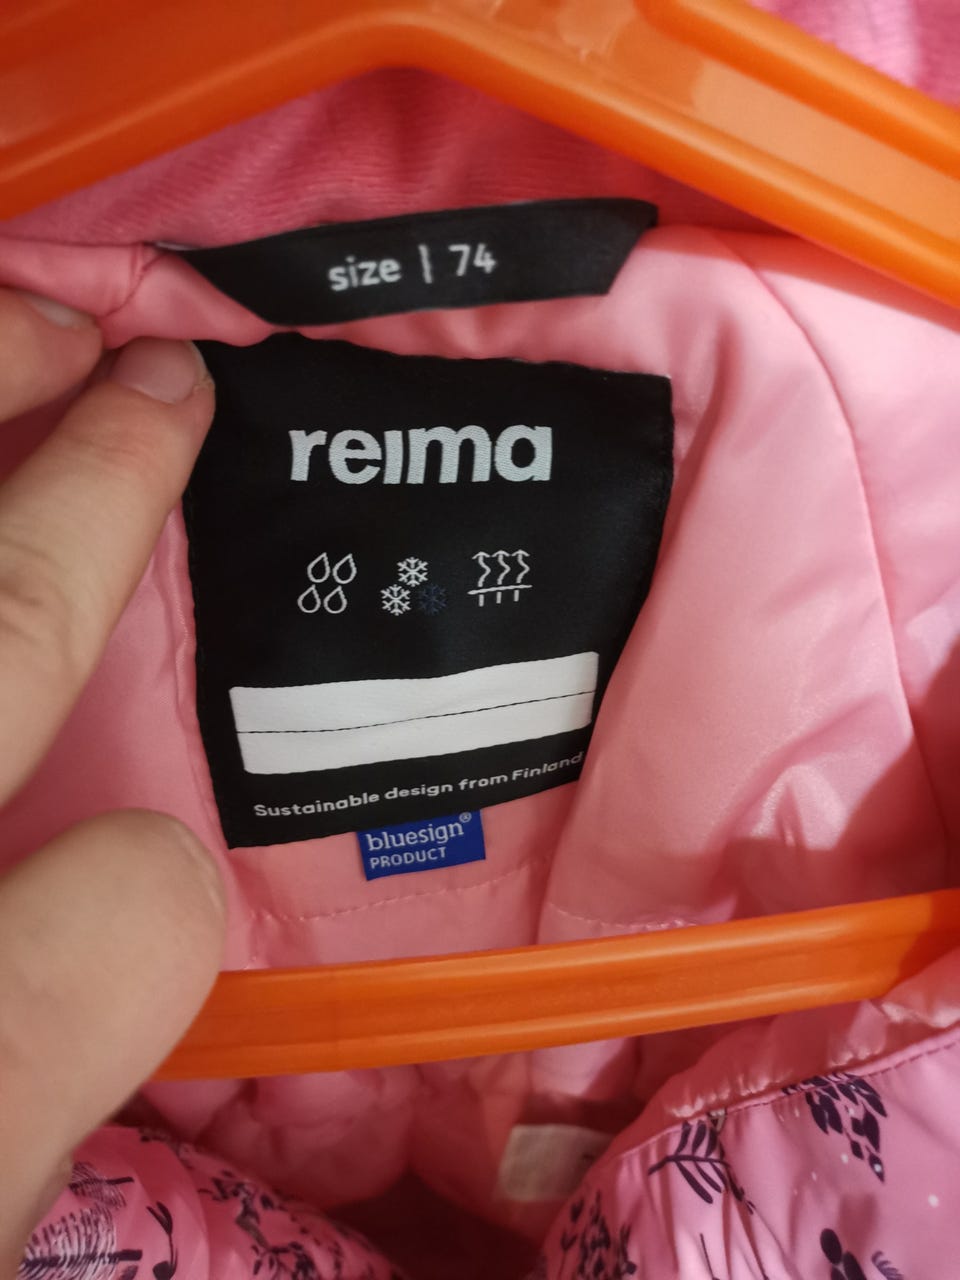 size | 74
reima
Sustainable design from Finland
bluesign®
PRODUCT